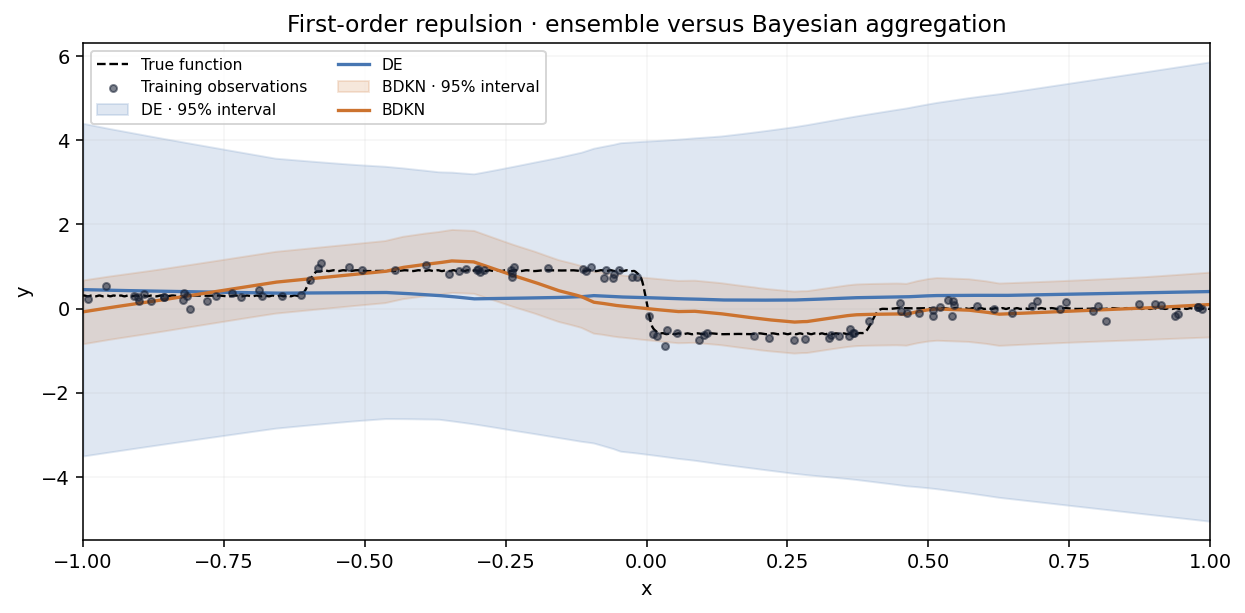 First-order repulsion · ensemble versus Bayesian aggregation
True function
Training observations
DE · 95% interval
DE
BDKN · 95% interval
BDKN
6
4
2
0
−2
−4
y
−1.00 −0.75 −0.50 −0.25 0.00 0.25 0.50 0.75 1.00
x